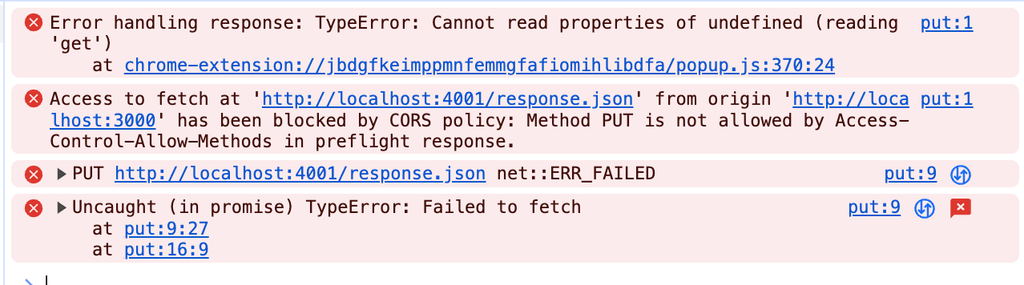 Error handling response: TypeError: Cannot read properties of undefined (reading put:1
'get')
at chrome-extension://jbdgfkeimppmnfemmgfafiomihlibdfa/popup.js:370:24
Access to fetch at 'http://localhost:4001/response.json' from origin 'http://loca put:1
lhost:3000' has been blocked by CORS policy: Method PUT is not allowed by Access-
Control-Allow-Methods in preflight response.
PUT http://localhost:4001/response.json net::ERR_FAILED put:9
Uncaught (in promise) TypeError: Failed to fetch put:9
at put:9:27
at put:16:9